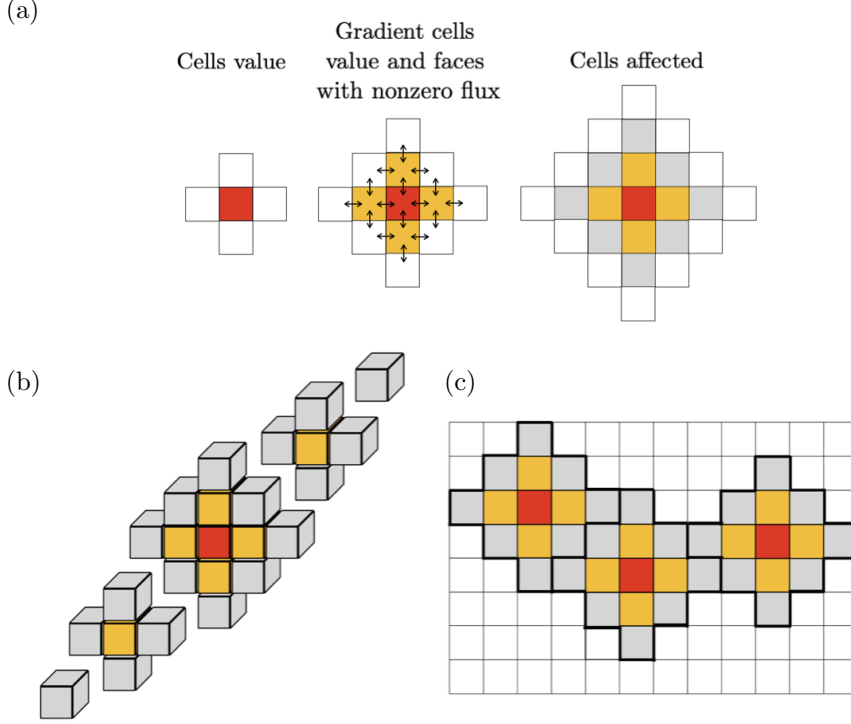 (a)
Gradient cells
Cells value value and faces Cells affected
with nonzero flux
(b)
(c)